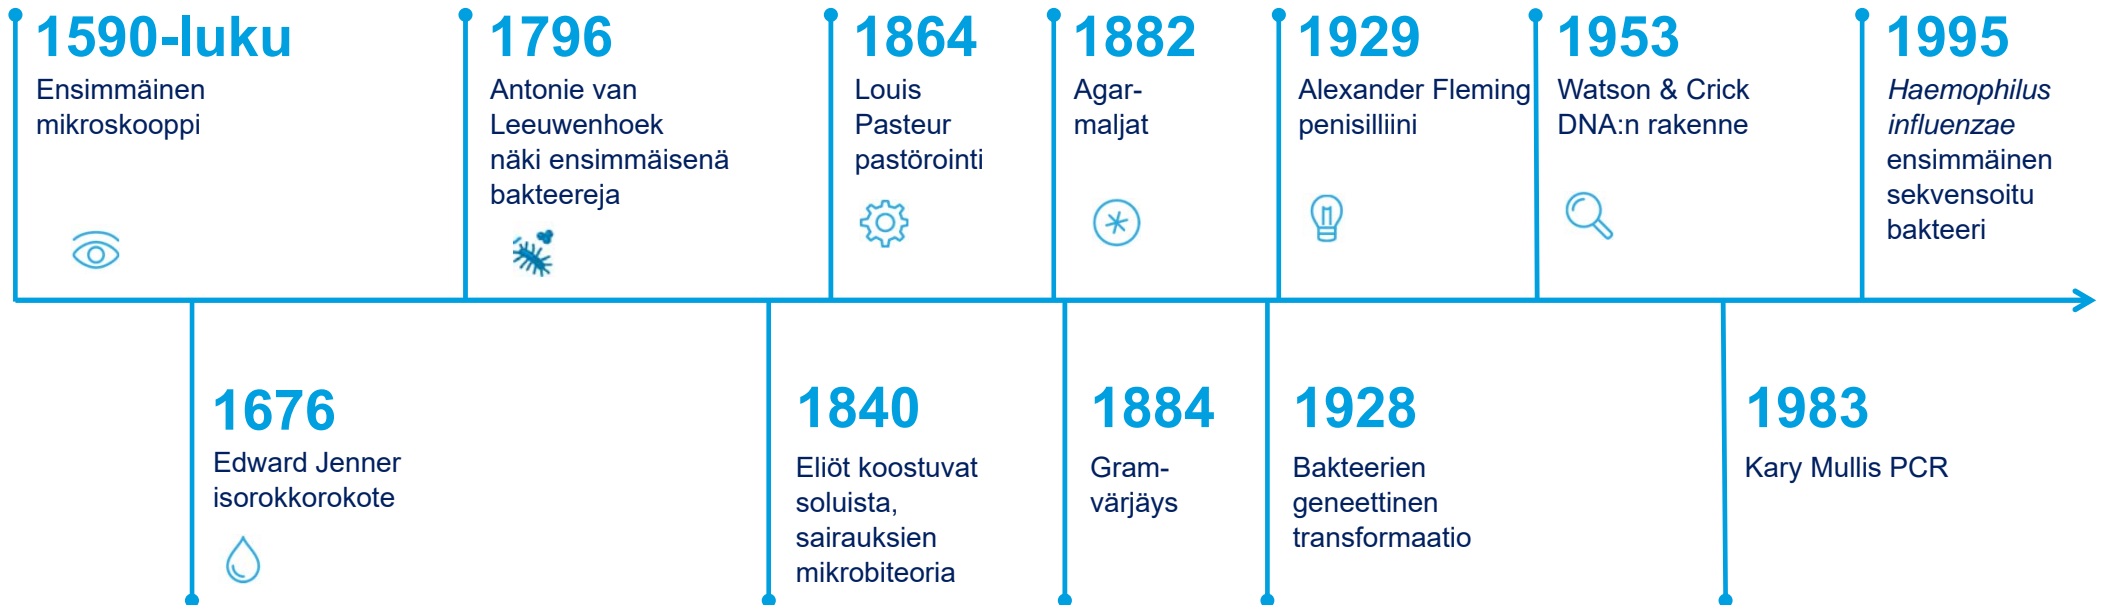 1590-luku
Ensimmäinen
mikroskooppi
1796
Antonie van
Leeuwenhoek
näki ensimmäisenä
bakteereja
1864
Louis
Pasteur
pastörointi
1882
Agar-
maljat
1929
Alexander Fleming
penisilliini
1953
Watson & Crick
DNA:n rakenne
1995
Haemophilus
influenzae
ensimmäinen
sekvensoitu
bakteeri
1676
Edward Jenner
isorokkorokote
1840
Eliöt koostuvat
soluista,
sairauksien
mikrobiteoria
1884
Gram-
värjäys
1928
Bakteerien
geneettinen
transformaatio
1983
Kary Mullis PCR